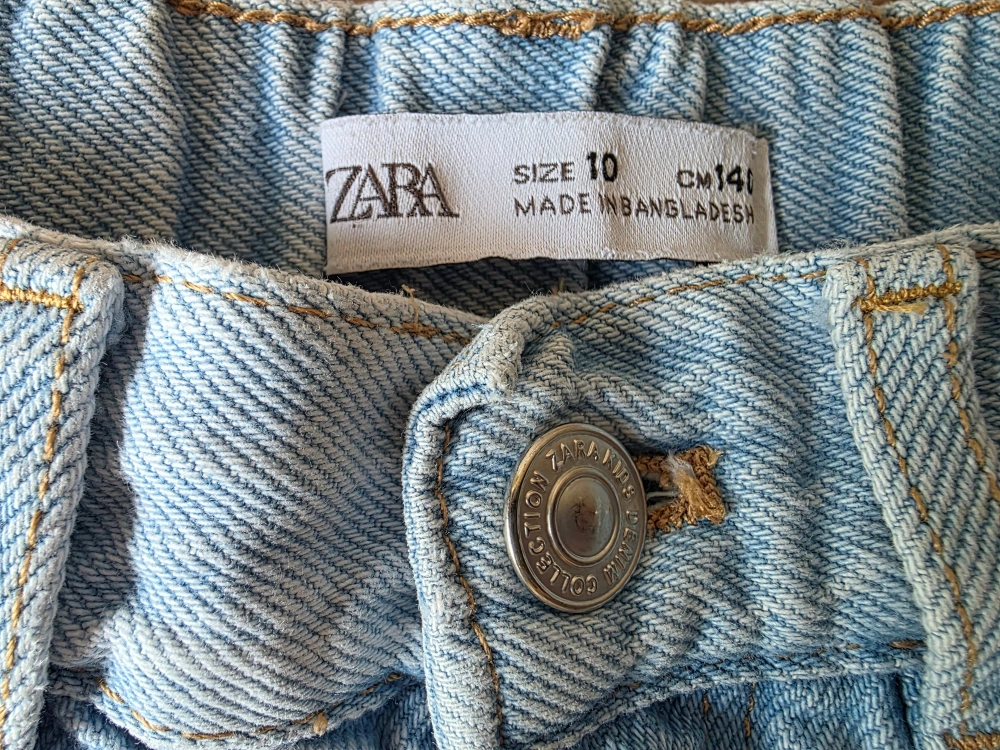 ZARA
SIZE 10 CM 140
MADE IN BANGLADESH
ZARA KIDS DENIM COLLECTION